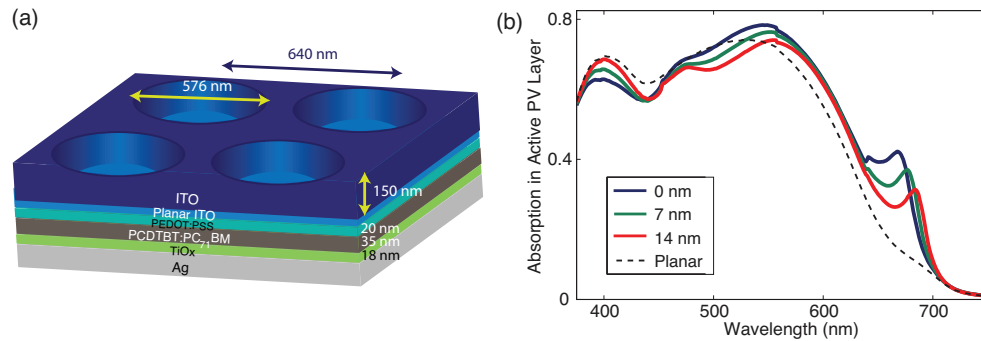 (a)
640 nm
576 nm
150 nm
ITO
Planar ITO
PEDOT:PSS
20 nm
PCDTBT:PC71BM
35 nm
TiOx
18 nm
Ag
(b)
Absorption in Active PV Layer
0.8
0.4
0
0 nm
7 nm
14 nm
Planar
400 500 600 700
Wavelength (nm)